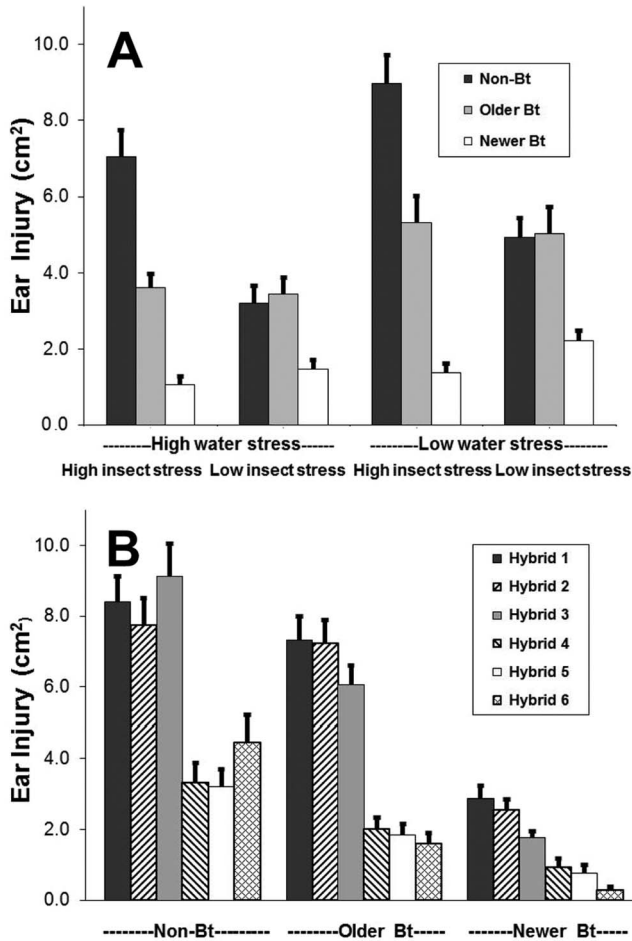 A
10.0
8.0
6.0
4.0
2.0
0.0
Ear Injury (cm²)
Non-Bt
Older Bt
Newer Bt
--------High water stress------ --------Low water stress--------
High insect stress Low insect stress High insect stress Low insect stress
B
10.0
8.0
6.0
4.0
2.0
0.0
Ear Injury (cm²)
Hybrid 1
Hybrid 2
Hybrid 3
Hybrid 4
Hybrid 5
Hybrid 6
--------Non-Bt--------- --------Older Bt----- -------Newer Bt-----